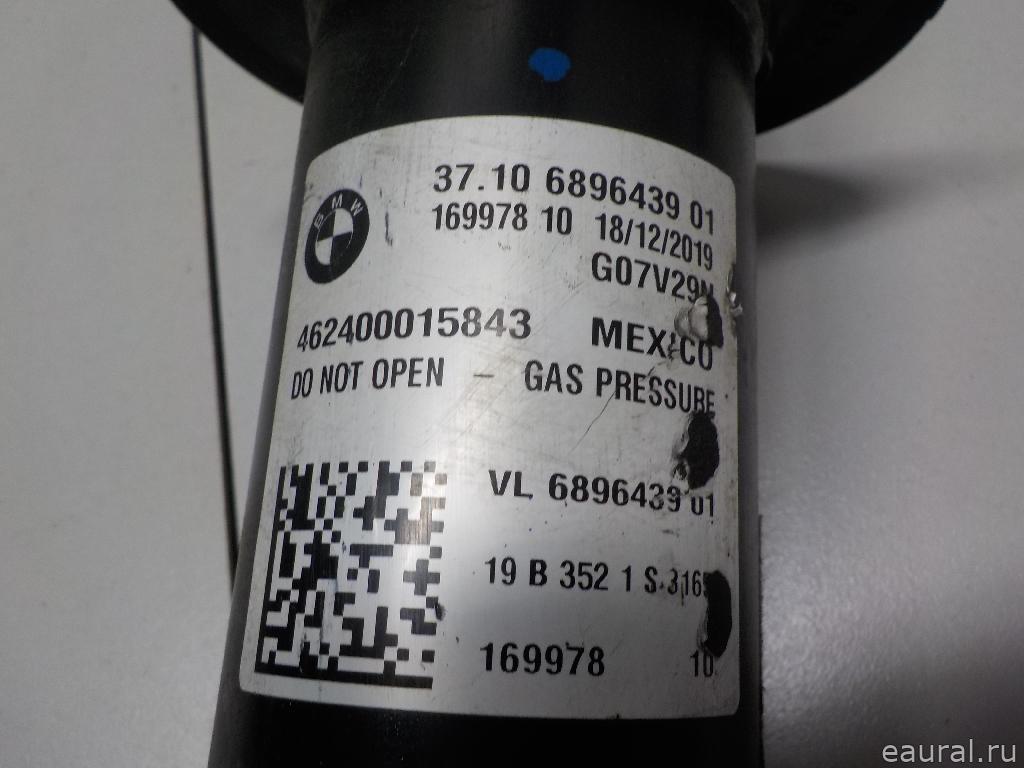 37.10 6896439 01
BMW
169978 10 18/12/2019
G07V29N
462400015843 MEXICO
DO NOT OPEN – GAS PRESSURE
VL 6896439 01
19 B 352 1 S 3165
169978 10
eaural.ru